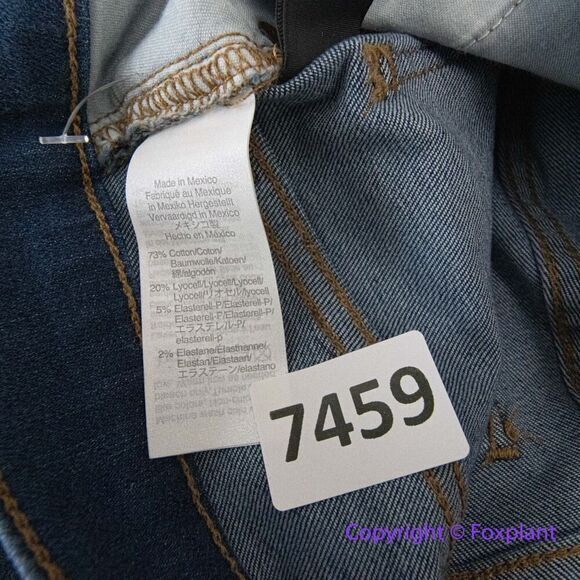 Made in Mexico
Fabriqué au Mexique
In Mexiko Hergestellt
Vervaardigd in Mexico
メキシコ製
Hecho en México
73% Cotton/Coton/
Baumwolle/Katoen/
綿/algodón
20% Lyocell/Lyocell/
Lyocell/Lyocell/
Lyocell/リオセル/lyocell
5% Elasterell-P/Elasterell-P/
Elasterell-P/Elasterell-P/
エラステレル-P/
elasterell-p
2% Elastane/Elasthanne/
Elastan/Elastaan/
エラステーン/elastano
7459
Copyright © Foxplant